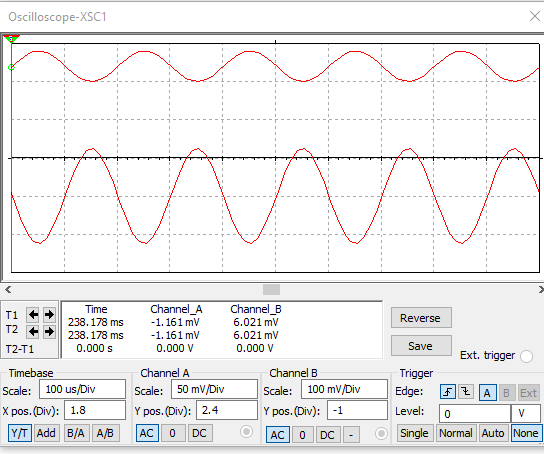 Oscilloscope-XSC1
T1
T2
T2-T1
Time Channel_A Channel_B
238.178 ms -1.161 mV 6.021 mV
238.178 ms -1.161 mV 6.021 mV
0.000 s 0.000 V 0.000 V
Reverse
Save
Ext. trigger
Timebase
Scale: 100 us/Div
X pos.(Div): 1.8
Y/T Add B/A A/B
Channel A
Scale: 50 mV/Div
Y pos.(Div): 2.4
AC 0 DC
Channel B
Scale: 100 mV/Div
Y pos.(Div): -1
AC 0 DC -
Trigger
Edge: A B Ext
Level: 0 V
Single Normal Auto None